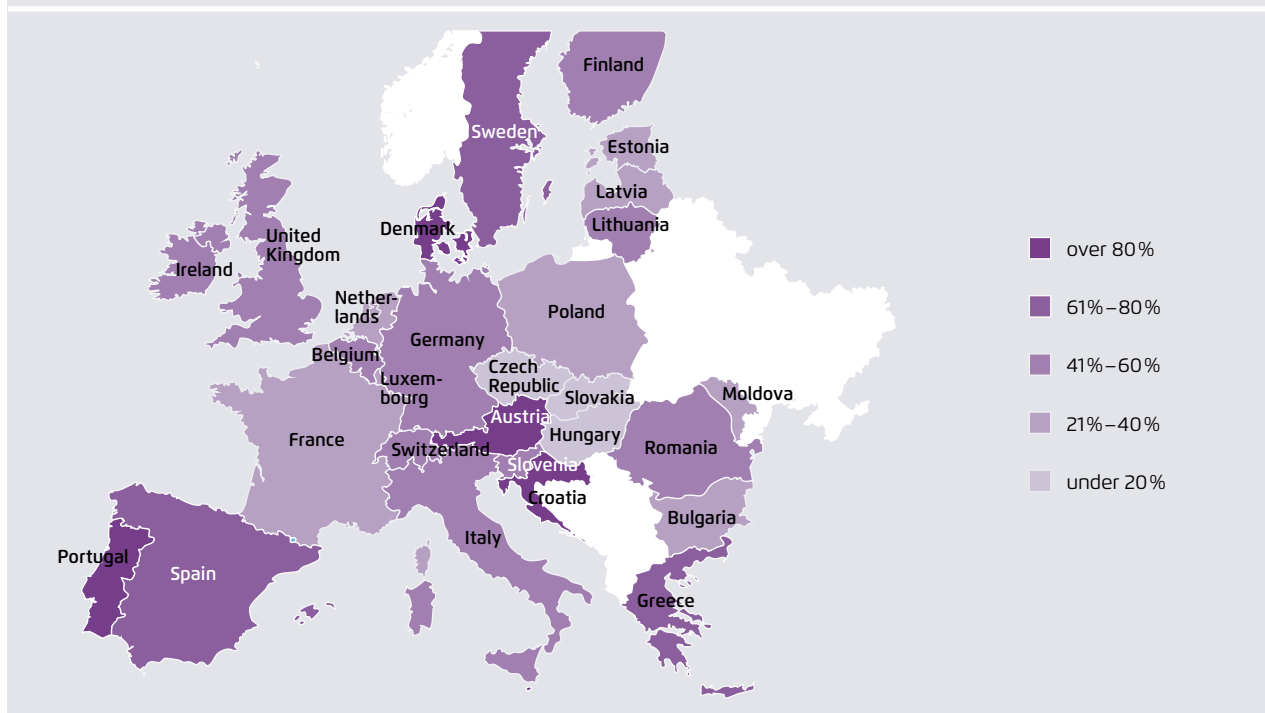 Finland
Sweden
Estonia
Latvia
Lithuania
Denmark
United
Kingdom
Ireland
Nether-
lands
Poland
Germany
Belgium
Luxem-
bourg
Czech
Republic
Slovakia
Moldova
Austria
Hungary
France
Switzerland
Romania
Slovenia
Croatia
Bulgaria
Italy
Portugal
Spain
Greece
over 80%
61%–80%
41%–60%
21%–40%
under 20%